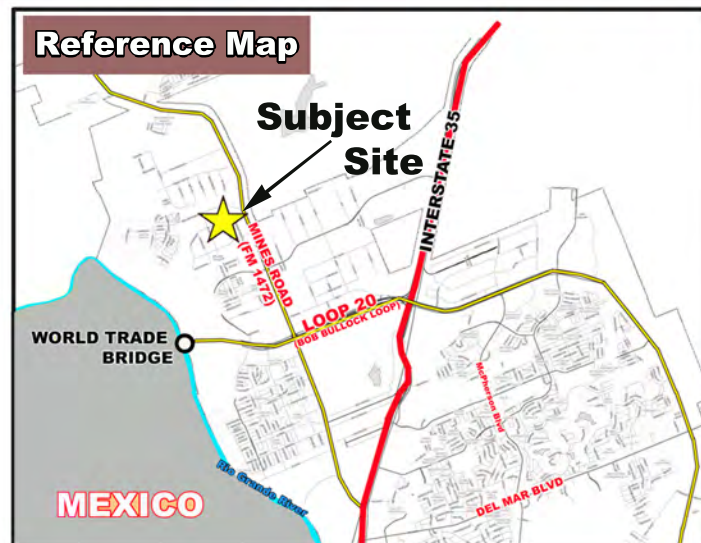 Reference Map
Subject
Site
INTERSTATE 35
MINES ROAD
(FM 1472)
LOOP 20
(BOB BULLOCK LOOP)
WORLD TRADE
BRIDGE
McPherson Blvd
Rio Grande River
MEXICO
DEL MAR BLVD